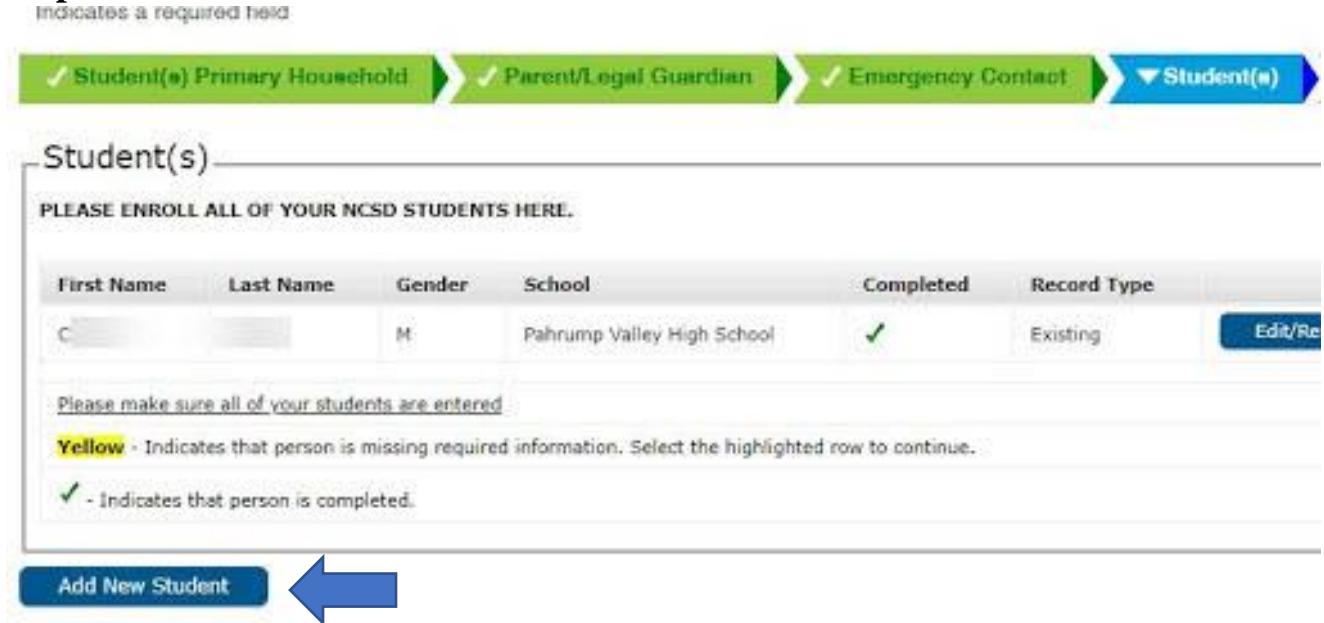 Indicates a required field
Student(s) Primary Household Parent/Legal Guardian Emergency Contact Student(s)
Student(s)
PLEASE ENROLL ALL OF YOUR NCSD STUDENTS HERE.
First Name Last Name Gender School Completed Record Type
C M Pahrump Valley High School ✓ Existing Edit/Re
Please make sure all of your students are entered
Yellow - Indicates that person is missing required information. Select the highlighted row to continue.
✓ - Indicates that person is completed.
Add New Student